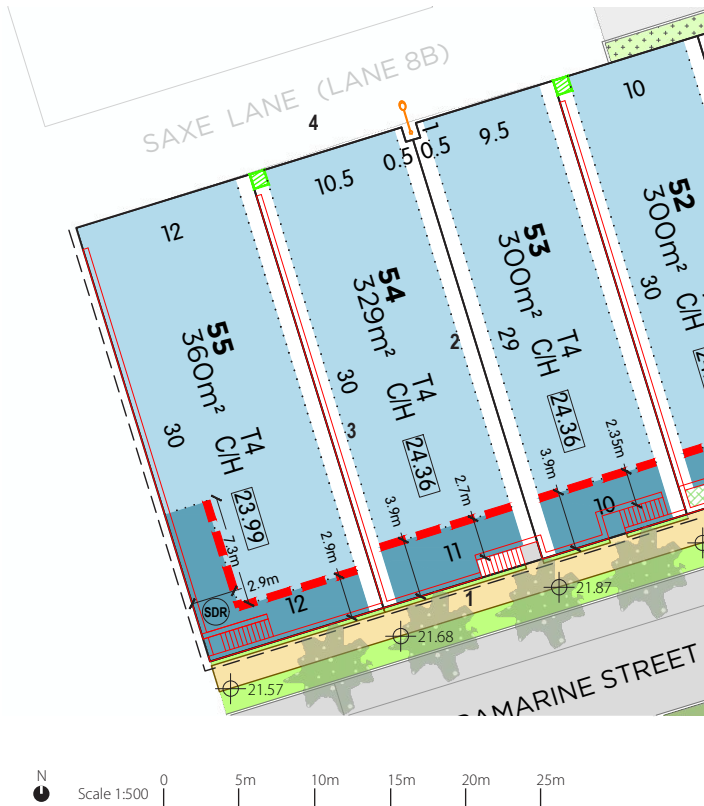 SAXE LANE (LANE 8B)
4
12
10.5
0.5
0.5
1
9.5
10
55
360m²
T4
C/H
23.99
30
54
329m²
T4
C/H
24.36
30
3
53
300m²
T4
C/H
24.36
29
2
52
300m²
C/H
30
7.3m
2.9m
2.9m
3.9m
2.7m
3.9m
2.35m
12
11
10
1
SDR
21.57
21.68
21.87
AMARINE STREET
N
Scale 1:500
0 5m 10m 15m 20m 25m